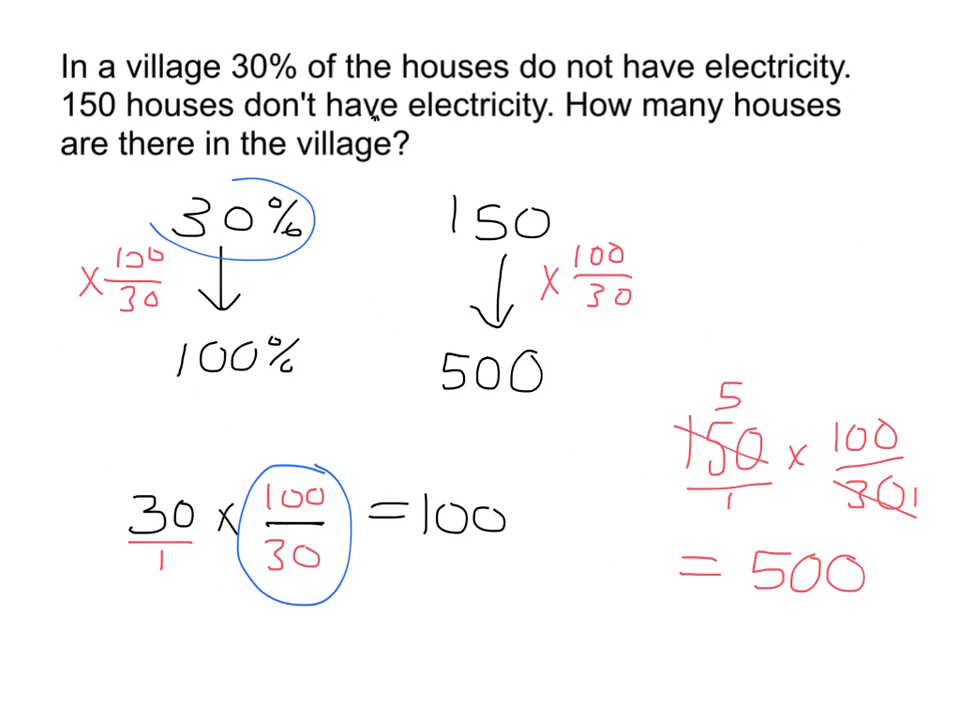 In a village 30% of the houses do not have electricity.
150 houses don't have electricity. How many houses
are there in the village?
30% 150
× 100/30 × 100/30
100% 500
30/1 × 100/30 = 100
5
150/1 × 100/30 1
= 500